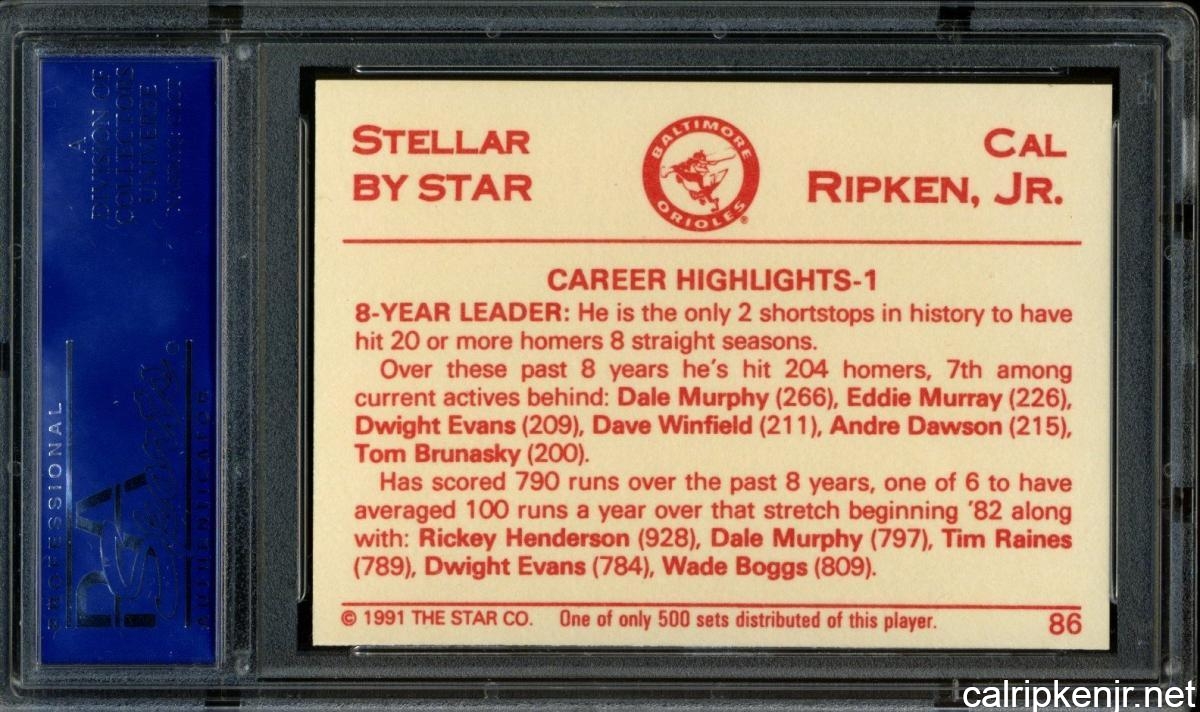 A
DIVISION OF
COLLECTORS
UNIVERSE
NASDAQ: CLCT
PROFESSIONAL
PSA
Sports
AUTHENTICATOR
STELLAR
BY STAR
BALTIMORE
ORIOLES
CAL
RIPKEN, JR.
CAREER HIGHLIGHTS-1
8-YEAR LEADER: He is the only 2 shortstops in history to have
hit 20 or more homers 8 straight seasons.
Over these past 8 years he's hit 204 homers, 7th among
current actives behind: Dale Murphy (266), Eddie Murray (226),
Dwight Evans (209), Dave Winfield (211), Andre Dawson (215),
Tom Brunasky (200).
Has scored 790 runs over the past 8 years, one of 6 to have
averaged 100 runs a year over that stretch beginning '82 along
with: Rickey Henderson (928), Dale Murphy (797), Tim Raines
(789), Dwight Evans (784), Wade Boggs (809).
© 1991 THE STAR CO. One of only 500 sets distributed of this player. 86
calripkenjr.net